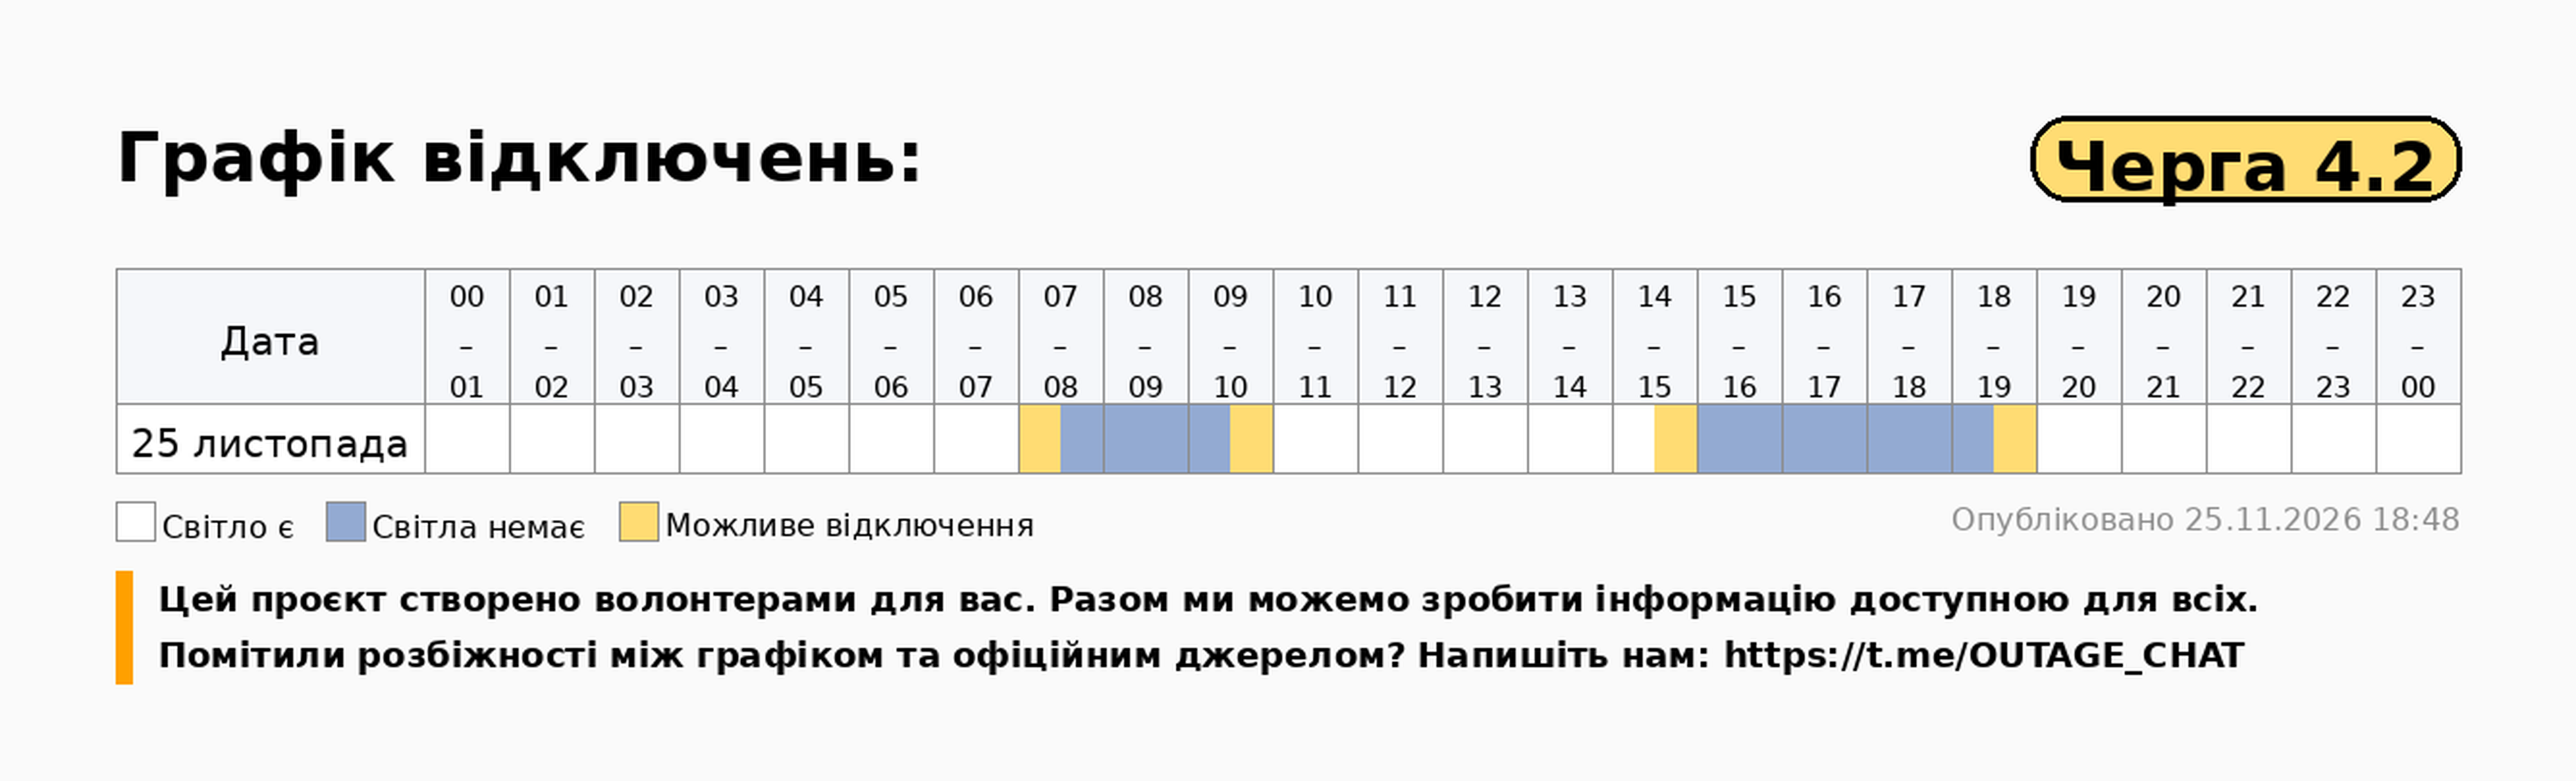 Графік відключень:
Черга 4.2
Дата
00 – 01
01 – 02
02 – 03
03 – 04
04 – 05
05 – 06
06 – 07
07 – 08
08 – 09
09 – 10
10 – 11
11 – 12
12 – 13
13 – 14
14 – 15
15 – 16
16 – 17
17 – 18
18 – 19
19 – 20
20 – 21
21 – 22
22 – 23
23 – 00
25 листопада
Світло є
Світла немає
Можливе відключення
Опубліковано 25.11.2026 18:48
Цей проєкт створено волонтерами для вас. Разом ми можемо зробити інформацію доступною для всіх.
Помітили розбіжності між графіком та офіційним джерелом? Напишіть нам: https://t.me/OUTAGE_CHAT